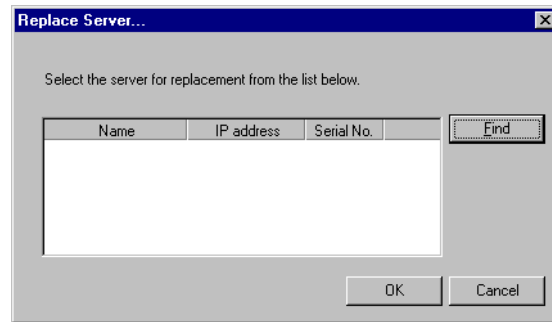 Replace Server...
Select the server for replacement from the list below.
Name IP address Serial No.
Find
OK Cancel